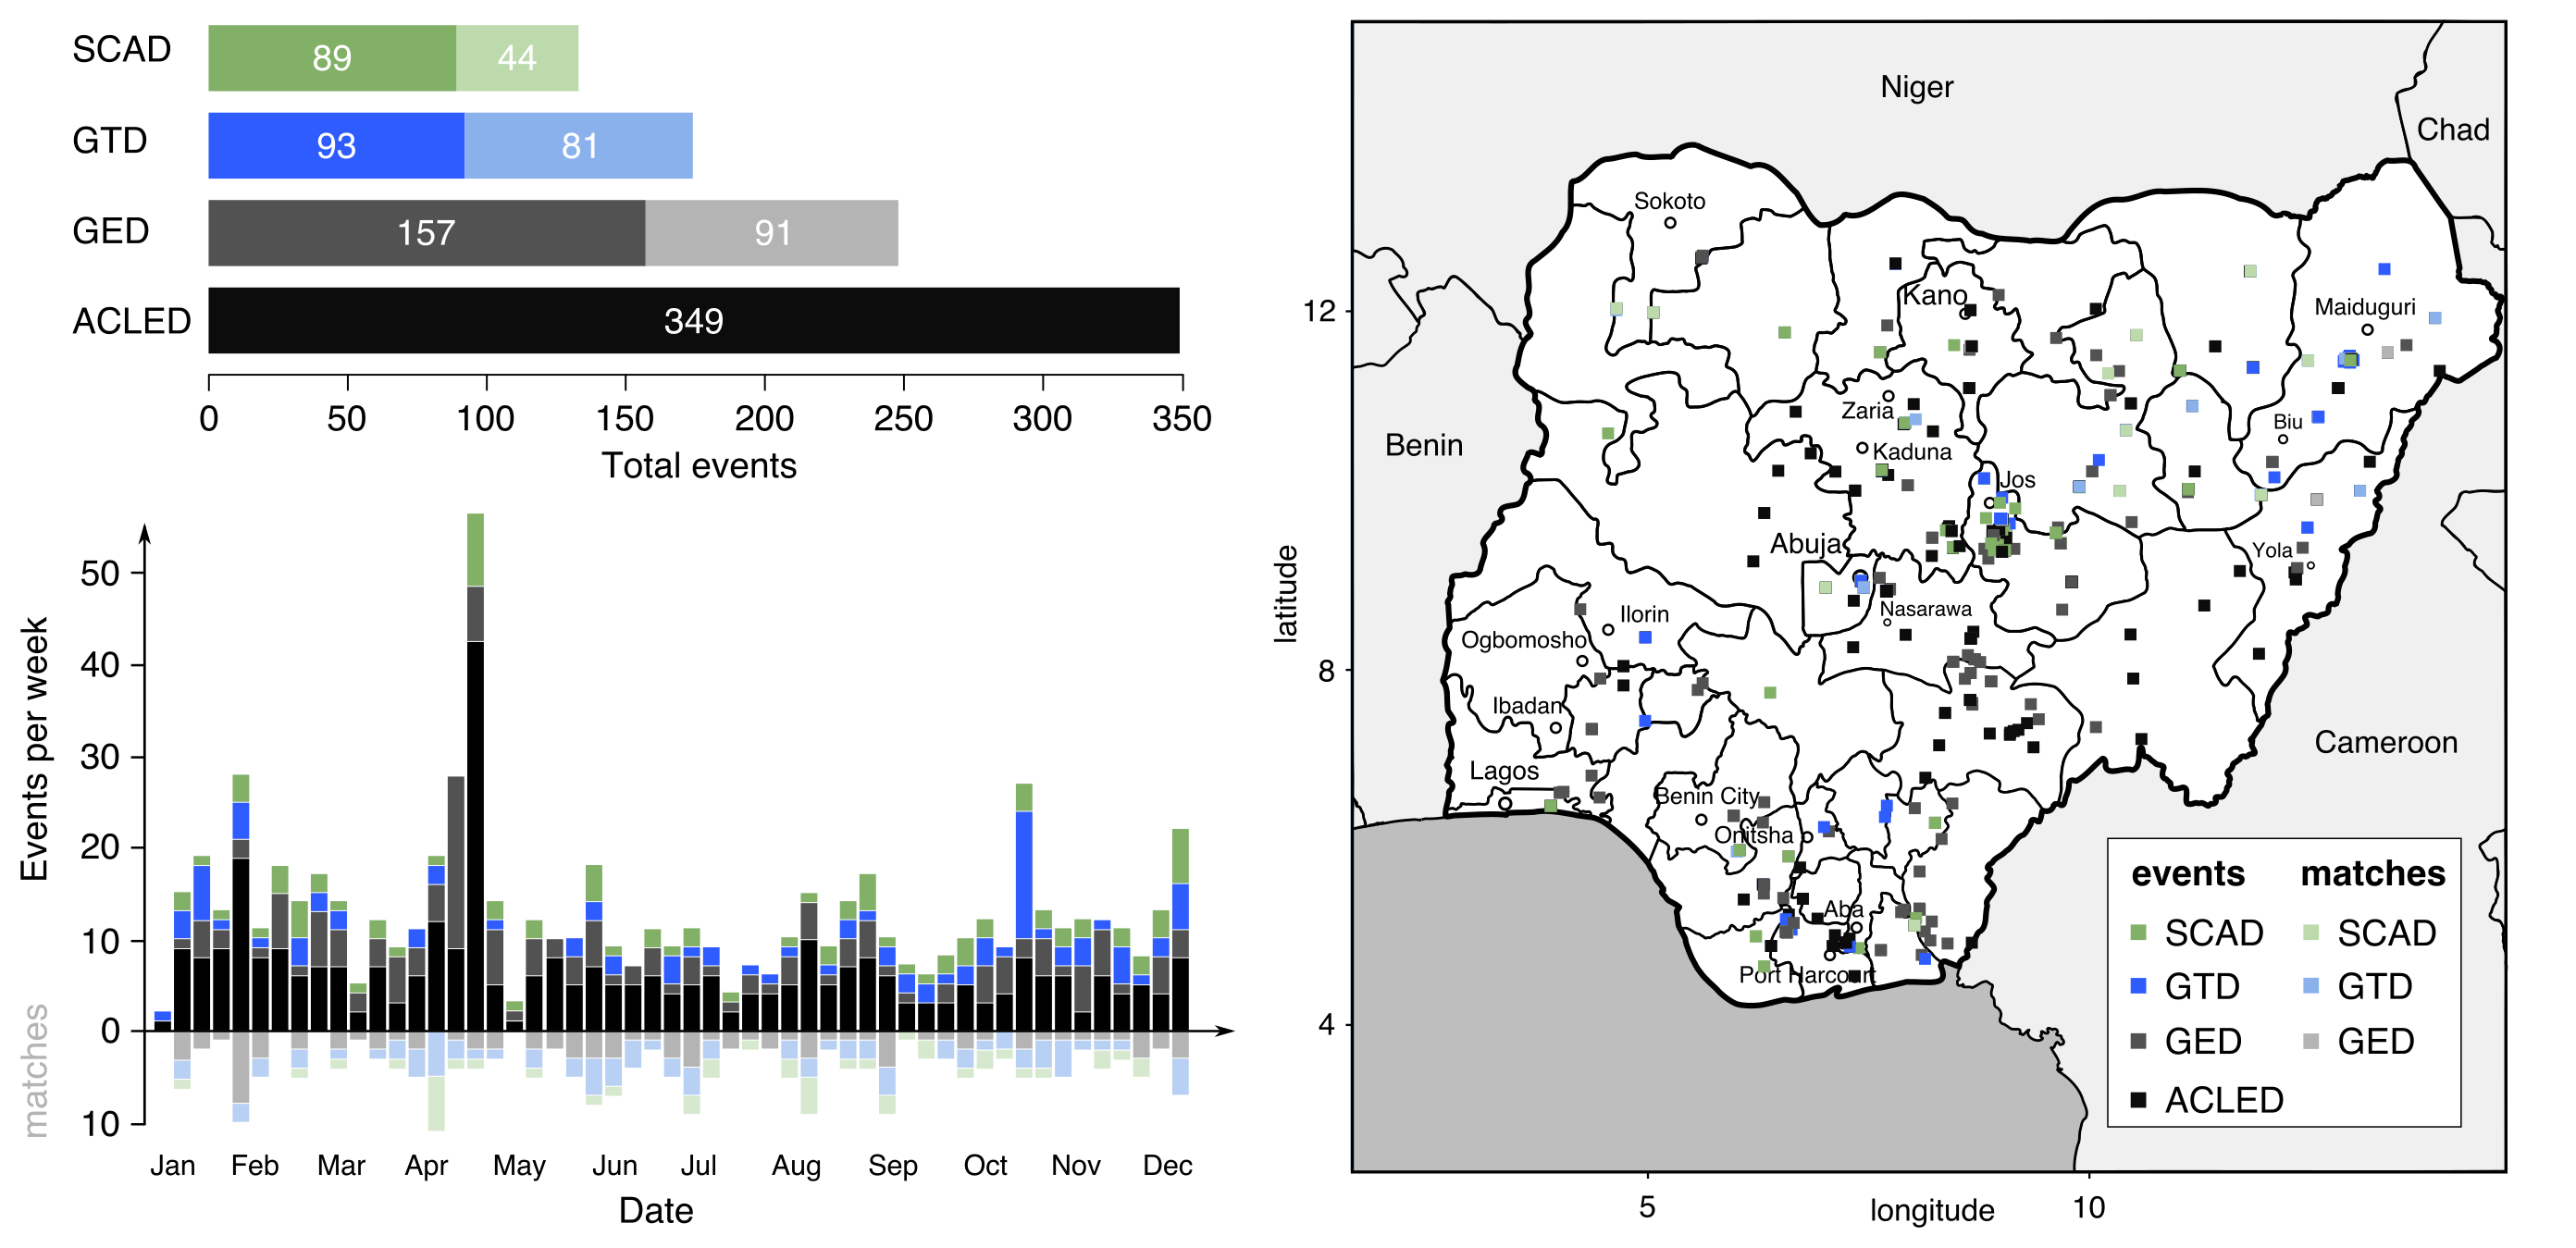 SCAD 89 44
GTD 93 81
GED 157 91
ACLED 349
0 50 100 150 200 250 300 350
Total events
Events per week
50
40
30
20
10
0
10
matches
Jan Feb Mar Apr May Jun Jul Aug Sep Oct Nov Dec
Date
Niger
Chad
Sokoto
Kano
Maiduguri
12
Zaria
Biu
Benin
Kaduna
Jos
Abuja
Yola
latitude
Nasarawa
Ilorin
Ogbomosho
8
Ibadan
Cameroon
Lagos
Benin City
Onitsha
Aba
Port Harcourt
4
events matches
SCAD SCAD
GTD GTD
GED GED
ACLED
5 10
longitude